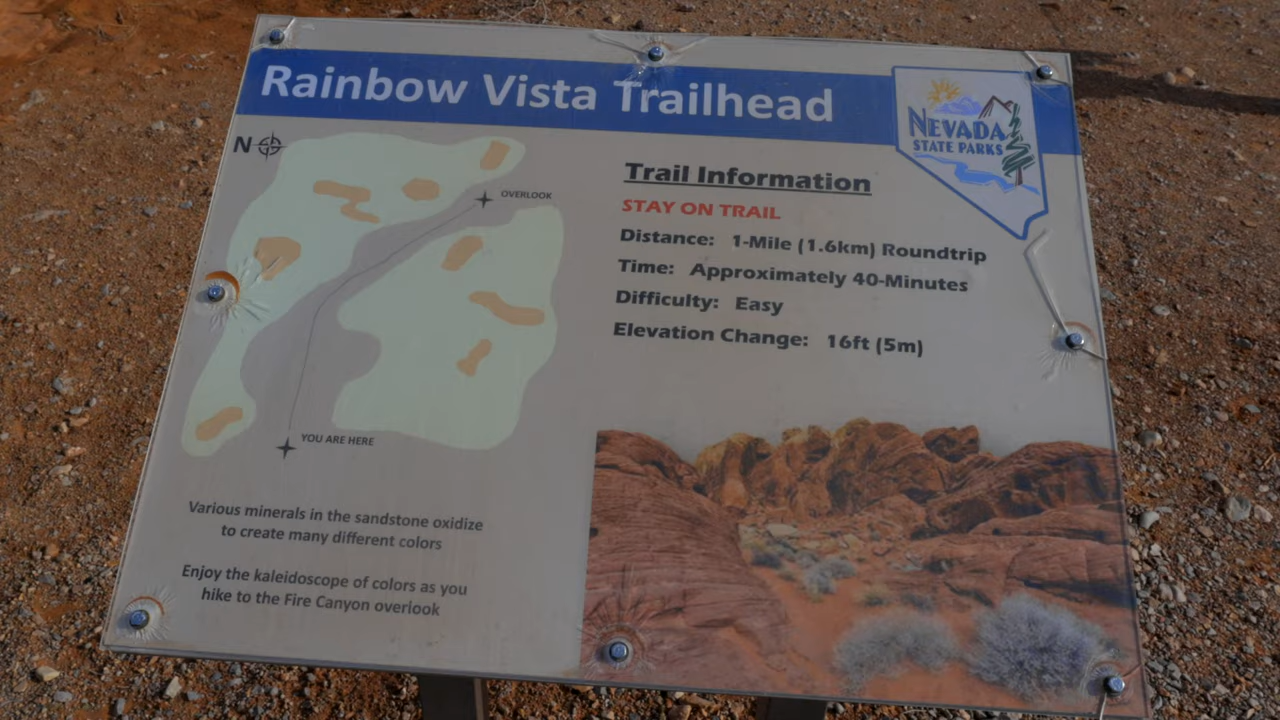 Rainbow Vista Trailhead
NEVADA
STATE PARKS
N
OVERLOOK
YOU ARE HERE
Trail Information
STAY ON TRAIL
Distance: 1-Mile (1.6km) Roundtrip
Time: Approximately 40-Minutes
Difficulty: Easy
Elevation Change: 16ft (5m)
Various minerals in the sandstone oxidize
to create many different colors
Enjoy the kaleidoscope of colors as you
hike to the Fire Canyon overlook